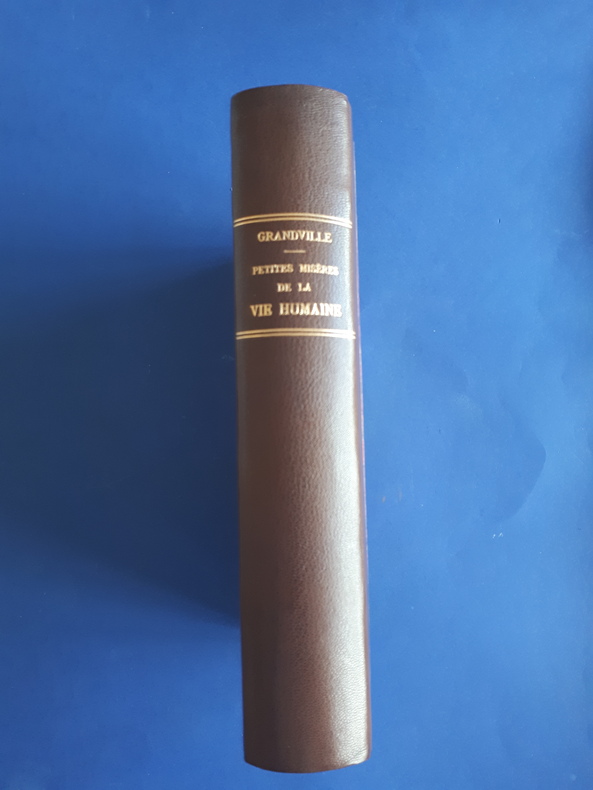 GRANDVILLE
PETITES MISÈRES
DE LA
VIE HUMAINE